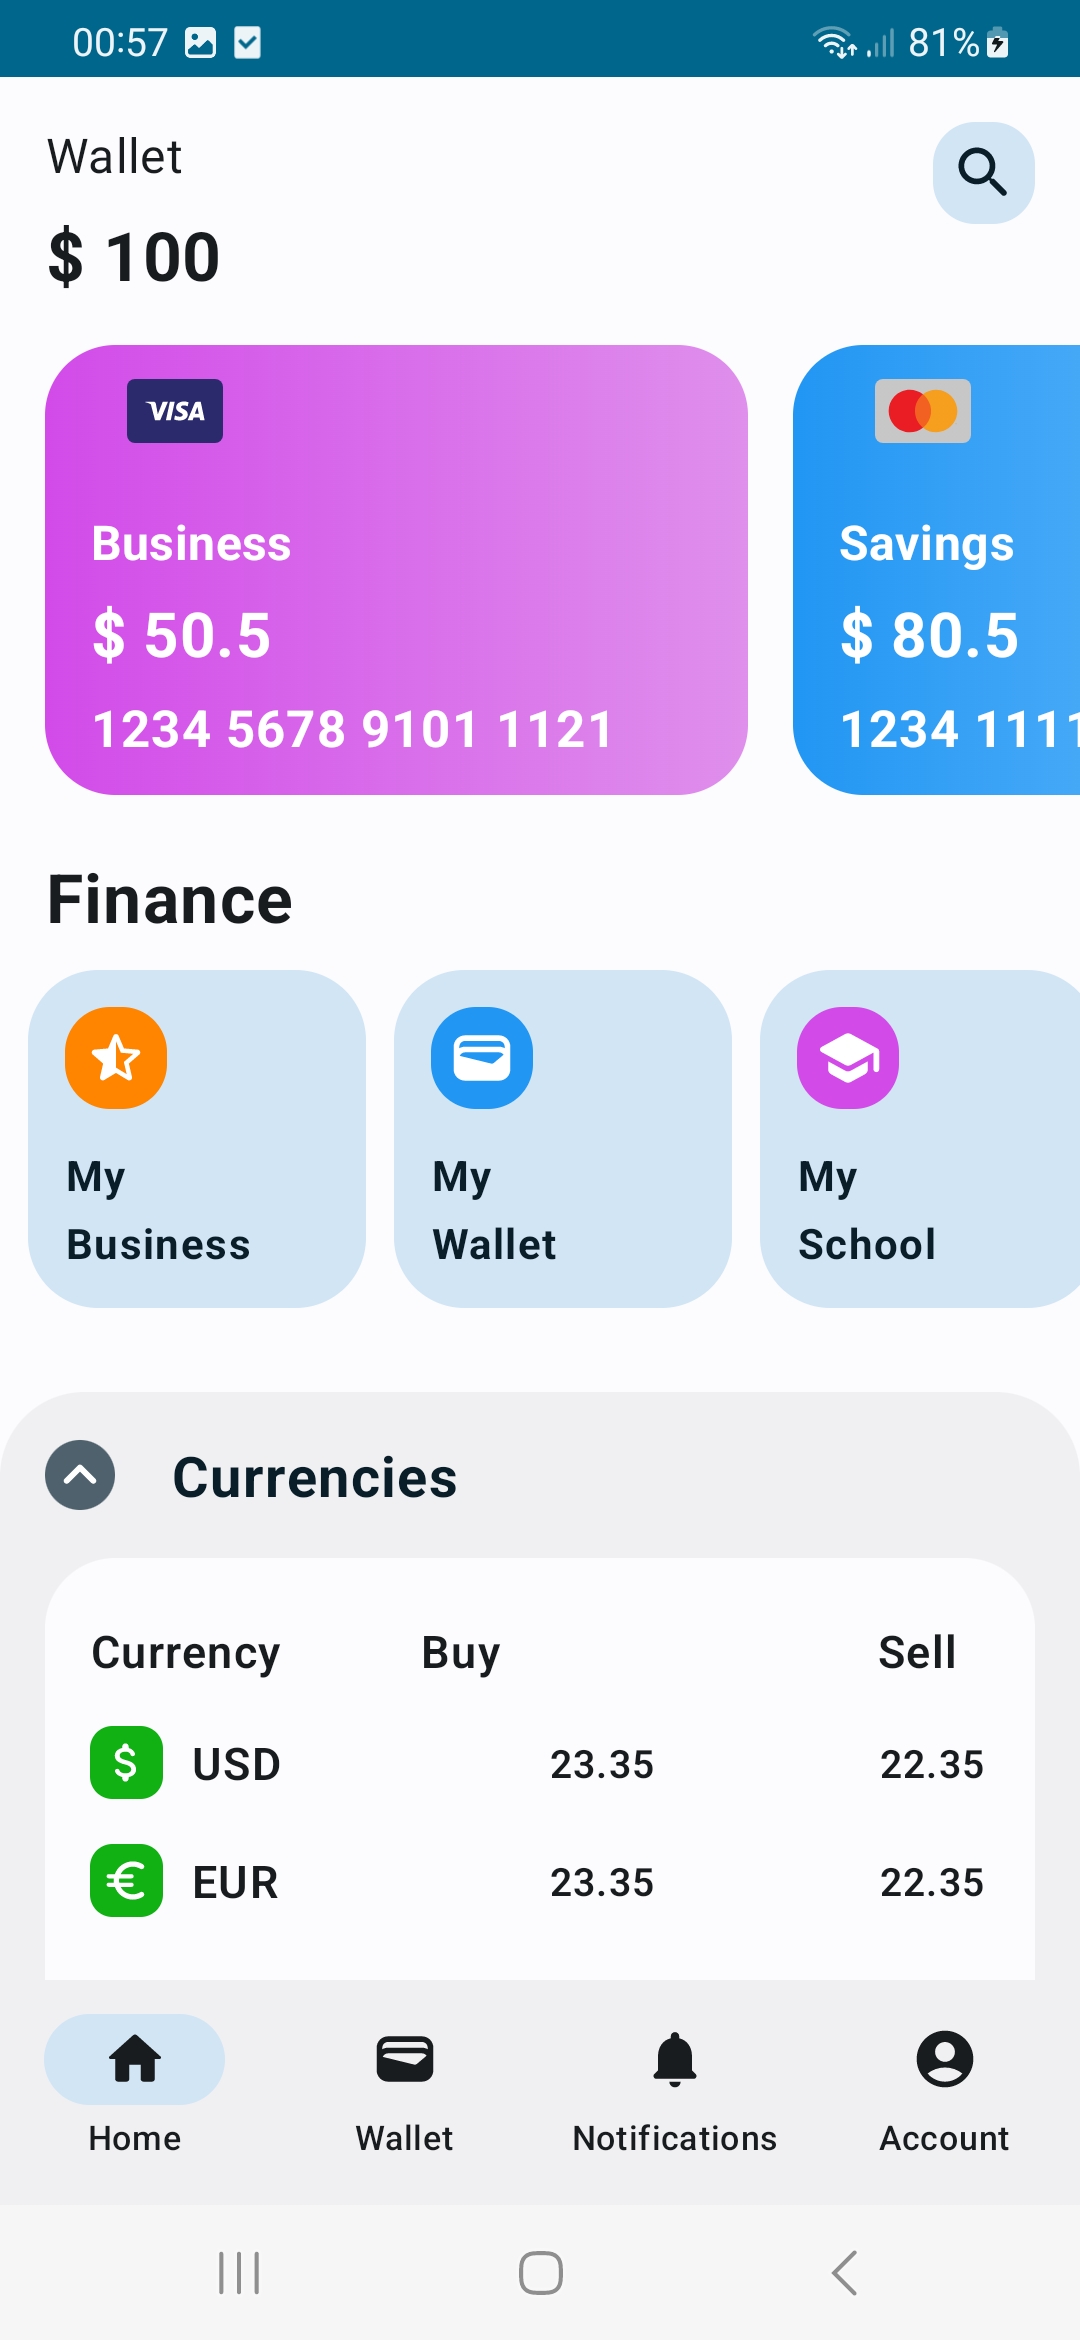 00:57 81%
Wallet
$ 100
VISA
Business
$ 50.5
1234 5678 9101 1121
Savings
$ 80.5
1234 1111
Finance
My
Business
My
Wallet
My
School
Currencies
Currency Buy Sell
$ USD 23.35 22.35
€ EUR 23.35 22.35
Home Wallet Notifications Account